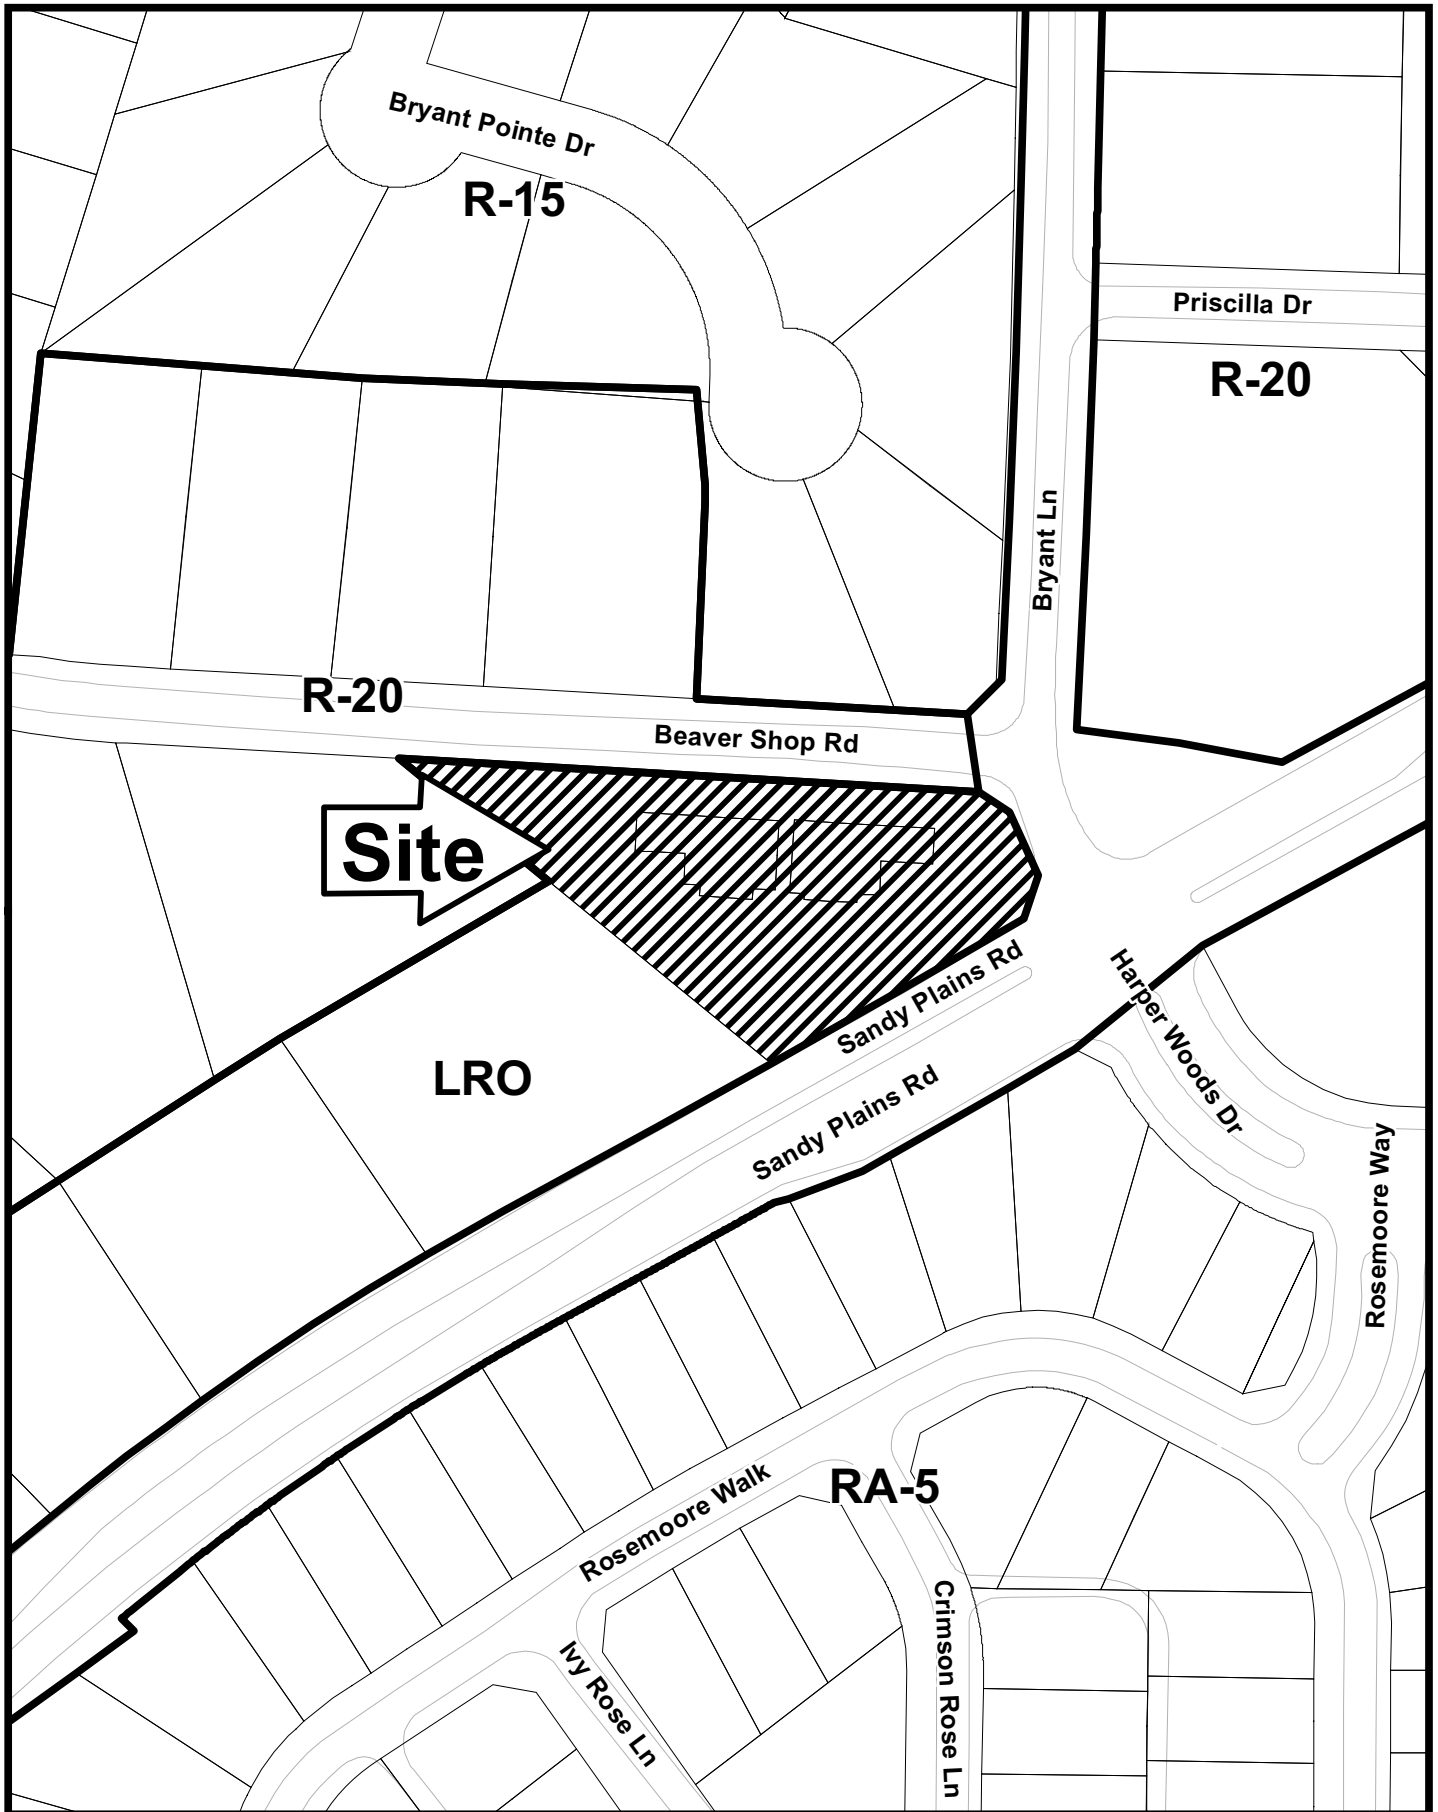 Bryant Pointe Dr
R-15
Priscilla Dr
R-20
Bryant Ln
R-20
Beaver Shop Rd
Site
Sandy Plains Rd
Harper Woods Dr
LRO
Sandy Plains Rd
Rosemoore Way
Rosemoore Walk
RA-5
Crimson Rose Ln
Ivy Rose Ln